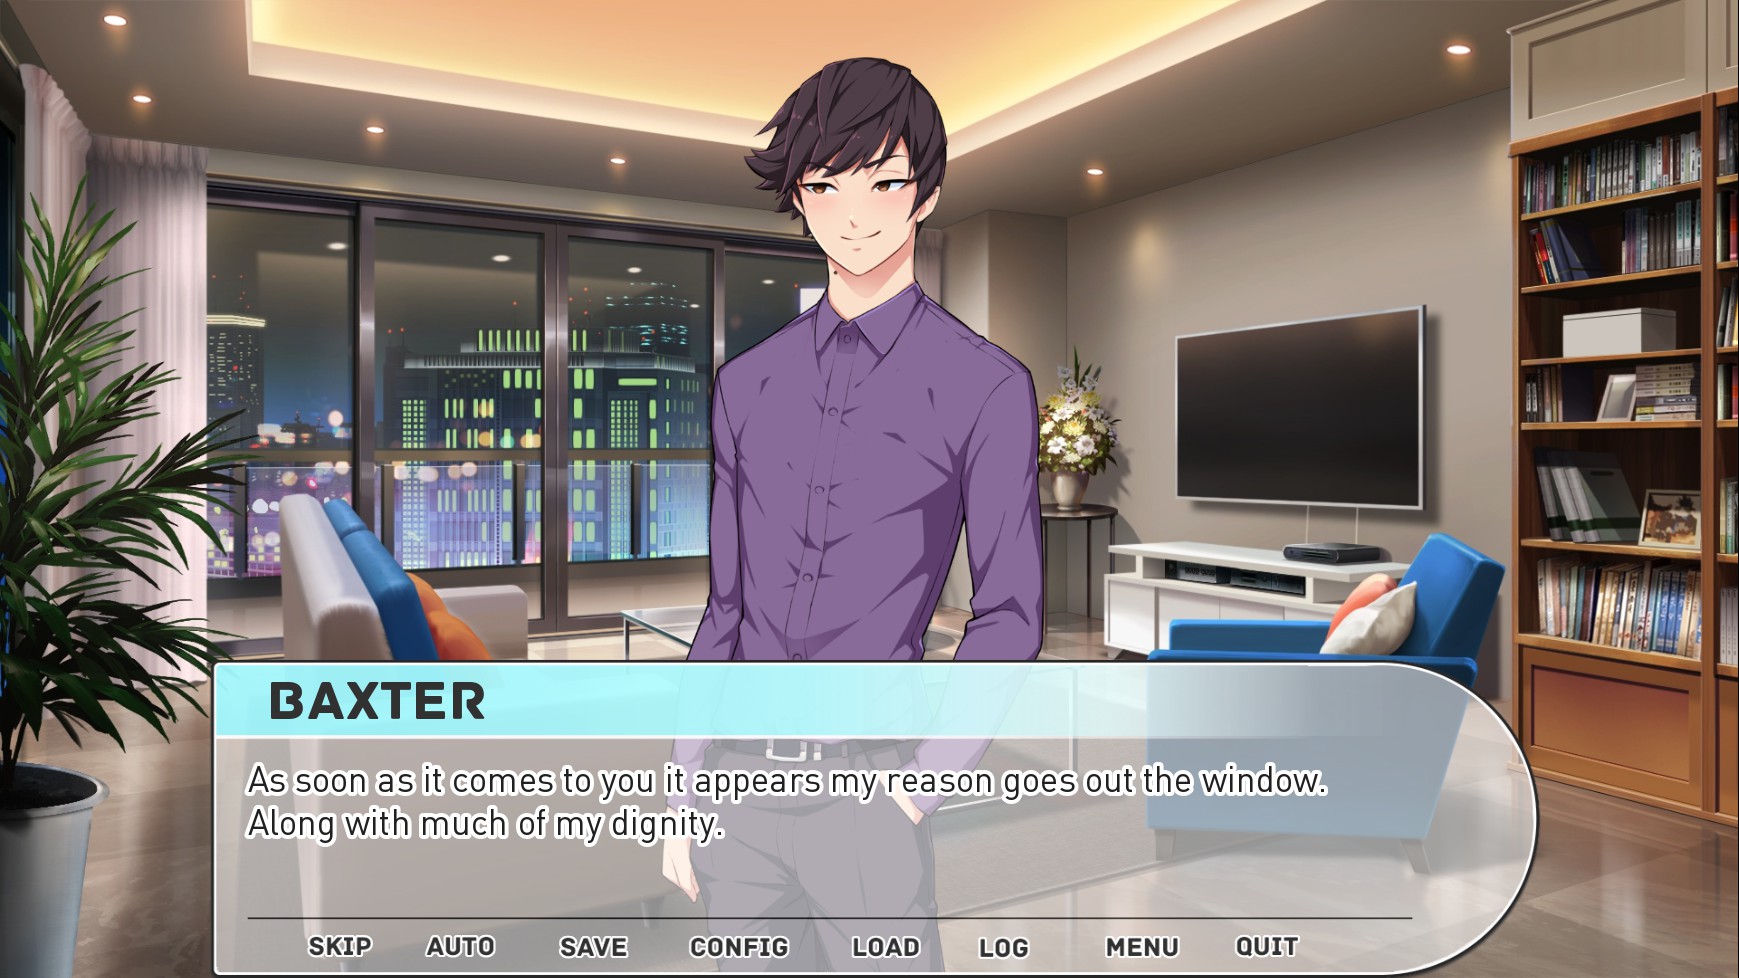 BAXTER
As soon as it comes to you it appears my reason goes out the window.
Along with much of my dignity.
SKIP AUTO SAVE CONFIG LOAD LOG MENU QUIT